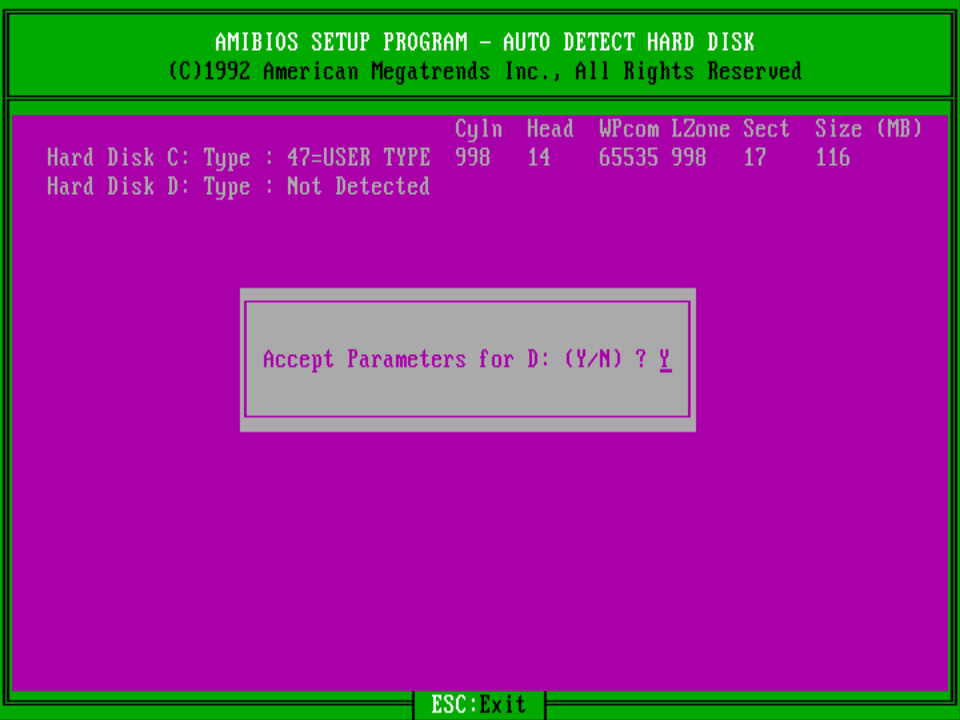 AMIBIOS SETUP PROGRAM – AUTO DETECT HARD DISK
(C)1992 American Megatrends Inc., All Rights Reserved
Cyln Head WPcom LZone Sect Size (MB)
Hard Disk C: Type : 47=USER TYPE 998 14 65535 998 17 116
Hard Disk D: Type : Not Detected
Accept Parameters for D: (Y/N) ? Y
ESC:Exit